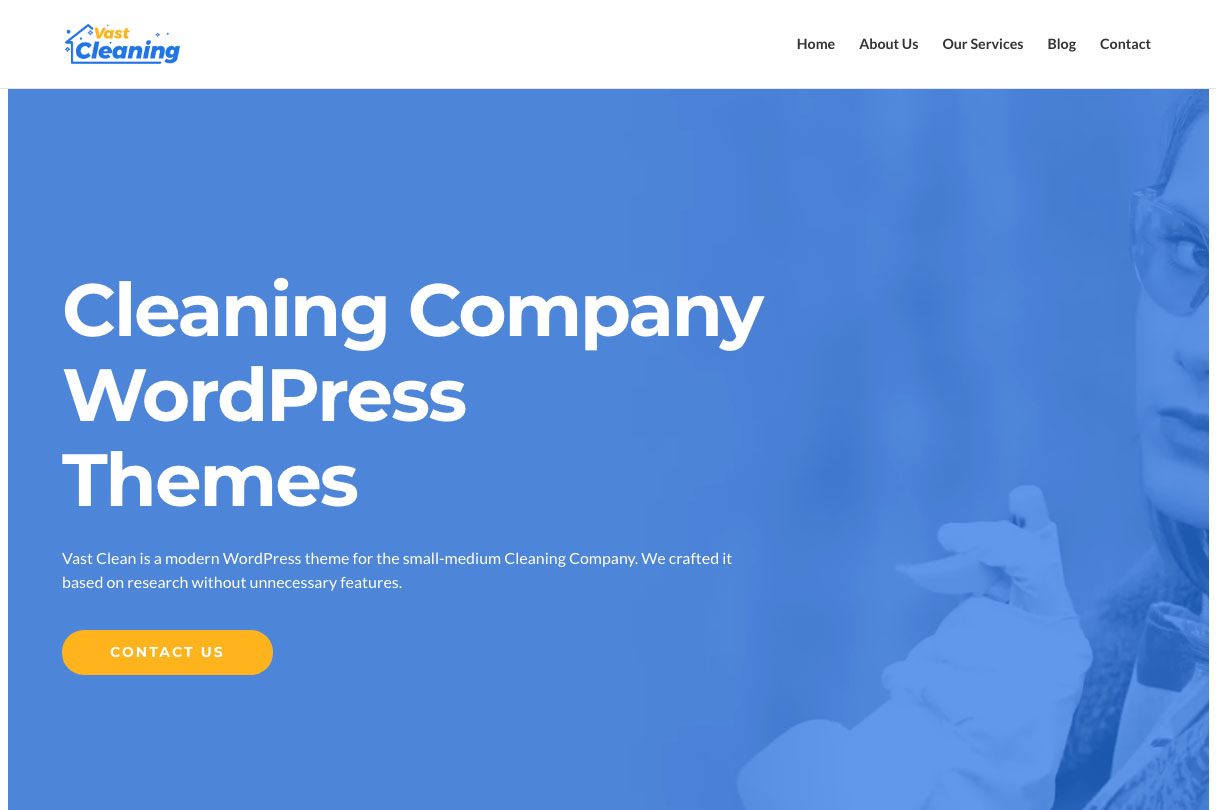 Vast
Cleaning
Home About Us Our Services Blog Contact
Cleaning Company
WordPress
Themes
Vast Clean is a modern WordPress theme for the small-medium Cleaning Company. We crafted it
based on research without unnecessary features.
CONTACT US